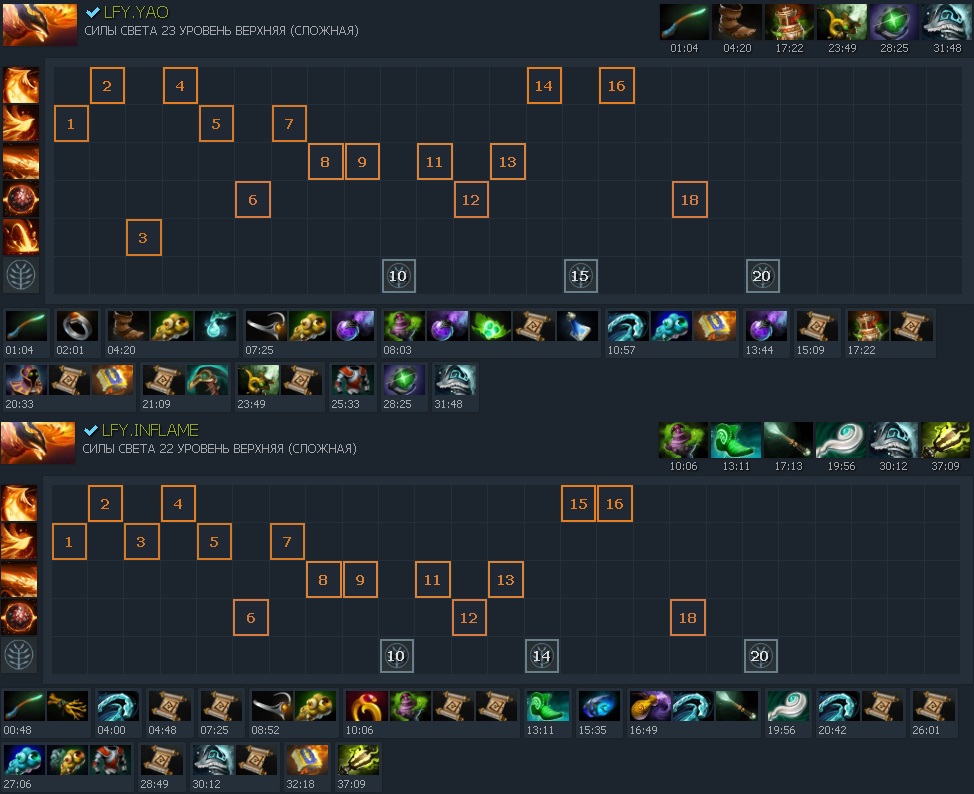 LFY.YAO
СИЛЫ СВЕТА 23 УРОВЕНЬ ВЕРХНЯЯ (СЛОЖНАЯ)
01:04 04:20 17:22 23:49 28:25 31:48
2 4 14 16
1 5 7
8 9 11 13
6 12 18
3
10 15 20
01:04 02:01 04:20 07:25 08:03 10:57 13:44 15:09 17:22
20:33 21:09 23:49 25:33 28:25 31:48
LFY.INFLAME
СИЛЫ СВЕТА 22 УРОВЕНЬ ВЕРХНЯЯ (СЛОЖНАЯ)
10:06 13:11 17:13 19:56 30:12 37:09
2 4 15 16
1 3 5 7
8 9 11 13
6 12 18
10 14 20
00:48 04:00 04:48 07:25 08:52 10:06 13:11 15:35 16:49 19:56 20:42 26:01
27:06 28:49 30:12 32:18 37:09